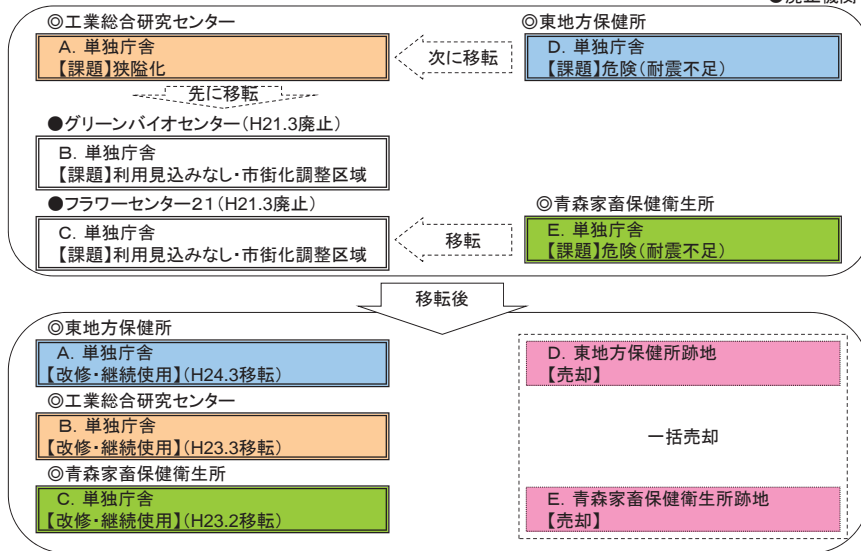 ●廃止機関
◎工業総合研究センター
A. 単独庁舎
【課題】狭隘化
次に移転
◎東地方保健所
D. 単独庁舎
【課題】危険(耐震不足)
先に移転
●グリーンバイオセンター(H21.3廃止)
B. 単独庁舎
【課題】利用見込みなし・市街化調整区域
●フラワーセンター21(H21.3廃止)
C. 単独庁舎
【課題】利用見込みなし・市街化調整区域
移転
◎青森家畜保健衛生所
E. 単独庁舎
【課題】危険(耐震不足)
移転後
◎東地方保健所
A. 単独庁舎
【改修・継続使用】(H24.3移転)
◎工業総合研究センター
B. 単独庁舎
【改修・継続使用】(H23.3移転)
◎青森家畜保健衛生所
C. 単独庁舎
【改修・継続使用】(H23.2移転)
D. 東地方保健所跡地
【売却】
一括売却
E. 青森家畜保健衛生所跡地
【売却】